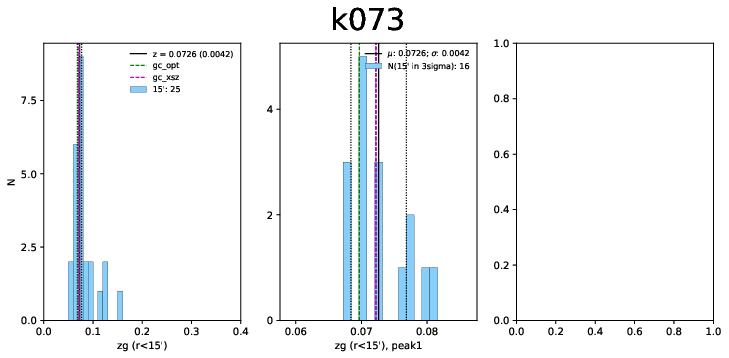 k073
z = 0.0726 (0.0042)
gc_opt
gc_xsz
15': 25
N
7.5
5.0
2.5
0.0
0.0 0.1 0.2 0.3 0.4
zg (r<15')
μ: 0.0726; σ: 0.0042
N(15' in 3sigma): 16
4
2
0
0.06 0.07 0.08
zg (r<15'), peak1
1.0
0.8
0.6
0.4
0.2
0.0
0.0 0.2 0.4 0.6 0.8 1.0